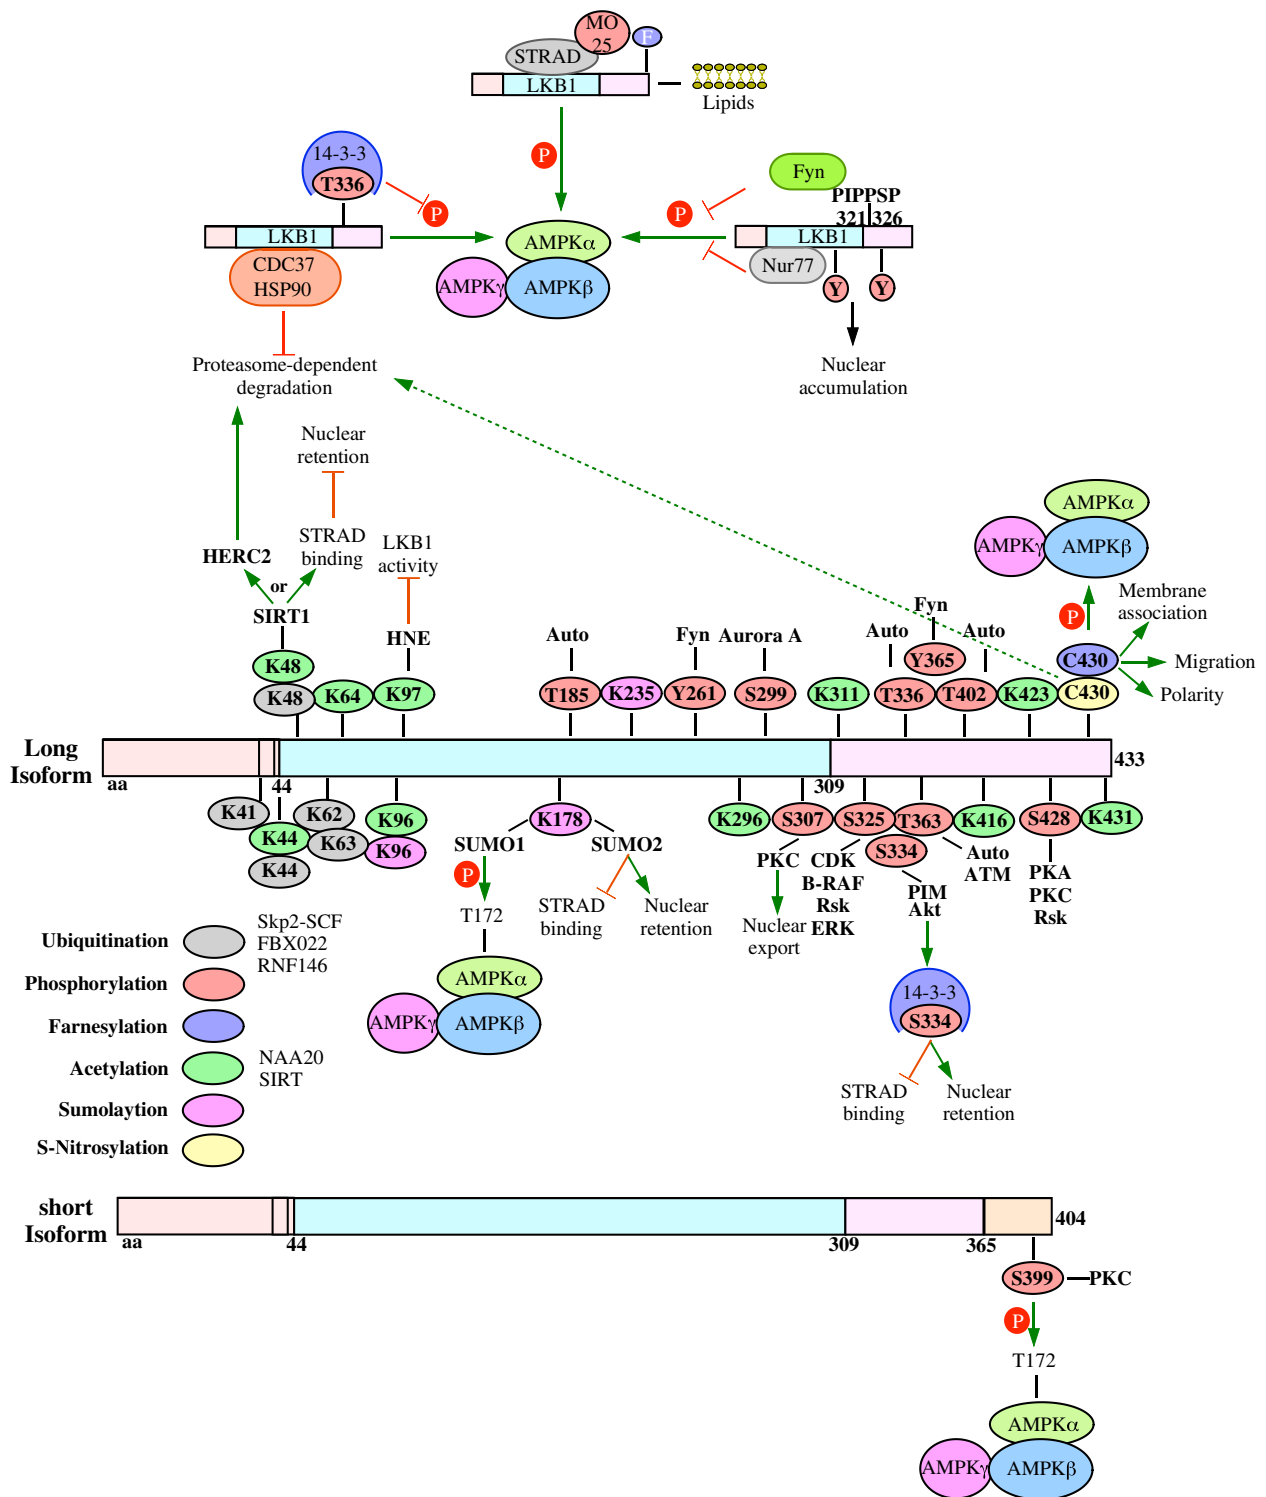 MO
25
F
STRAD
LKB1
Lipids
P
14-3-3
T336
P
LKB1
CDC37
HSP90
AMPKα
AMPKγ
AMPKβ
P
Fyn
PIPPSP
321 326
LKB1
Nur77
Y
Y
Proteasome-dependent
degradation
Nuclear
accumulation
Nuclear
retention
STRAD
binding
LKB1
activity
HERC2
or
SIRT1
HNE
AMPKα
AMPKγ
AMPKβ
P
Membrane
association
Migration
Polarity
Auto
Fyn
Aurora A
Auto
Fyn
Auto
K48
K48
K64
K97
T185
K235
Y261
S299
K311
T336
Y365
T402
K423
C430
C430
Long
Isoform
aa
44
309
433
K41
K44
K44
K62
K63
K96
K96
K178
K296
S307
S325
T363
S334
K416
S428
K431
SUMO1
SUMO2
P
T172
STRAD
binding
Nuclear
retention
AMPKα
AMPKγ
AMPKβ
PKC
Nuclear
export
CDK
B-RAF
Rsk
ERK
PIM
Akt
Auto
ATM
PKA
PKC
Rsk
14-3-3
S334
STRAD
binding
Nuclear
retention
Ubiquitination
Skp2-SCF
FBX022
RNF146
Phosphorylation
Farnesylation
Acetylation
NAA20
SIRT
Sumolaytion
S-Nitrosylation
short
Isoform
aa
44
309
365
404
S399
PKC
P
T172
AMPKα
AMPKγ
AMPKβ